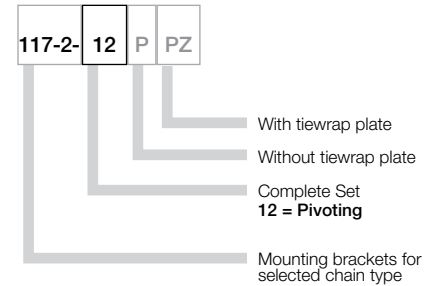 117-2- 12 P PZ
With tiewrap plate
Without tiewrap plate
Complete Set
12 = Pivoting
Mounting brackets for
selected chain type